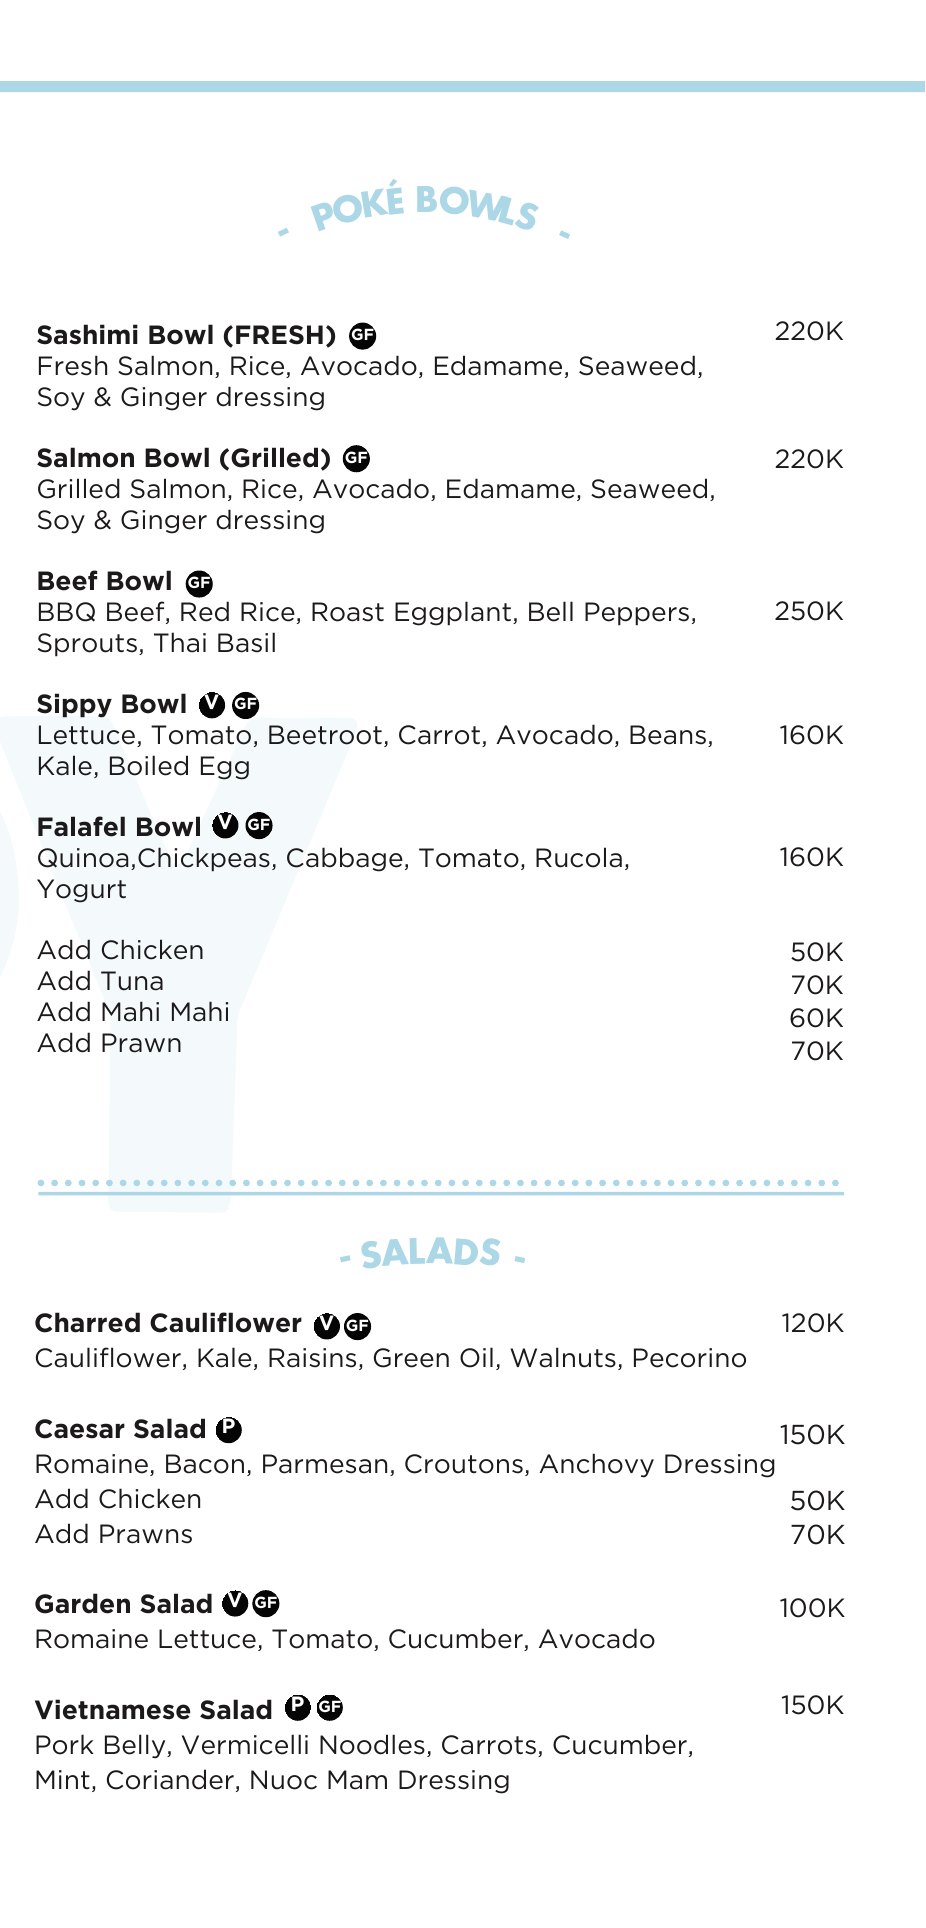 - POKÉ BOWLS -
Sashimi Bowl (FRESH) GF 220K
Fresh Salmon, Rice, Avocado, Edamame, Seaweed,
Soy & Ginger dressing
Salmon Bowl (Grilled) GF 220K
Grilled Salmon, Rice, Avocado, Edamame, Seaweed,
Soy & Ginger dressing
Beef Bowl GF
BBQ Beef, Red Rice, Roast Eggplant, Bell Peppers, 250K
Sprouts, Thai Basil
Sippy Bowl V GF
Lettuce, Tomato, Beetroot, Carrot, Avocado, Beans, 160K
Kale, Boiled Egg
Falafel Bowl V GF
Quinoa,Chickpeas, Cabbage, Tomato, Rucola, 160K
Yogurt
Add Chicken 50K
Add Tuna 70K
Add Mahi Mahi 60K
Add Prawn 70K
- SALADS -
Charred Cauliflower V GF 120K
Cauliflower, Kale, Raisins, Green Oil, Walnuts, Pecorino
Caesar Salad P 150K
Romaine, Bacon, Parmesan, Croutons, Anchovy Dressing
Add Chicken 50K
Add Prawns 70K
Garden Salad V GF 100K
Romaine Lettuce, Tomato, Cucumber, Avocado
Vietnamese Salad P GF 150K
Pork Belly, Vermicelli Noodles, Carrots, Cucumber,
Mint, Coriander, Nuoc Mam Dressing
Y